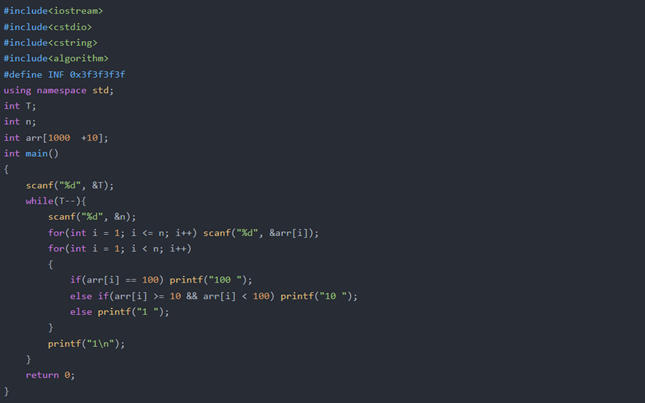 #include<iostream>
#include<cstdio>
#include<cstring>
#include<algorithm>
#define INF 0x3f3f3f3f
using namespace std;
int T;
int n;
int arr[1000  +10];
int main()
{
    scanf("%d", &T);
    while(T--){
        scanf("%d", &n);
        for(int i = 1; i <= n; i++) scanf("%d", &arr[i]);
        for(int i = 1; i < n; i++)
        {
            if(arr[i] == 100) printf("100 ");
            else if(arr[i] >= 10 && arr[i] < 100) printf("10 ");
            else printf("1 ");
        }
        printf("1\n");
    }
    return 0;
}